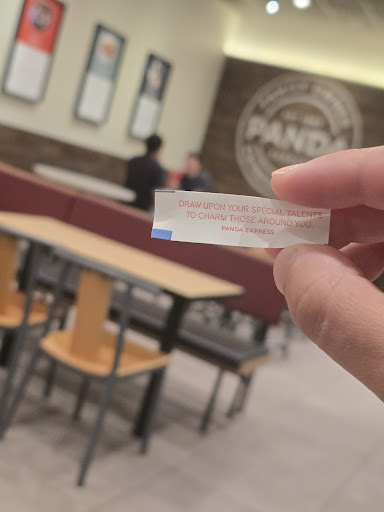 PANDA
DRAW UPON YOUR SPECIAL TALENTS
TO CHARM THOSE AROUND YOU.
PANDA EXPRESS